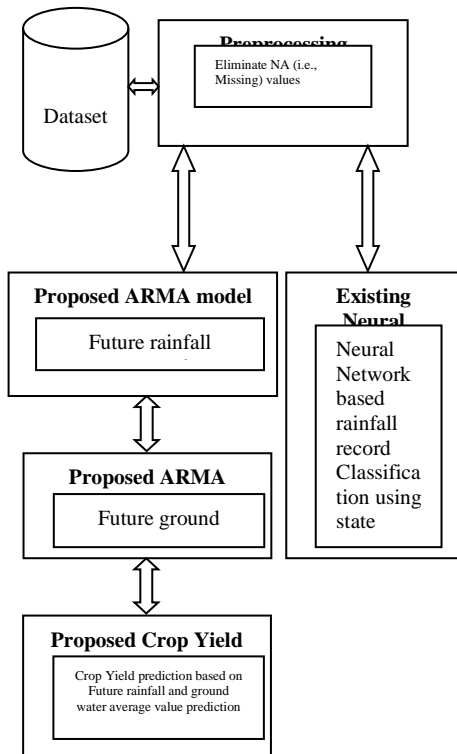 Preprocessing
Eliminate NA (i.e.,
Missing) values
Dataset
Proposed ARMA model
Future rainfall
Existing
Neural
Neural
Network
based
rainfall
record
Classifica
tion using
state
Proposed ARMA
Future ground
Proposed Crop Yield
Crop Yield prediction based on
Future rainfall and ground
water average value prediction